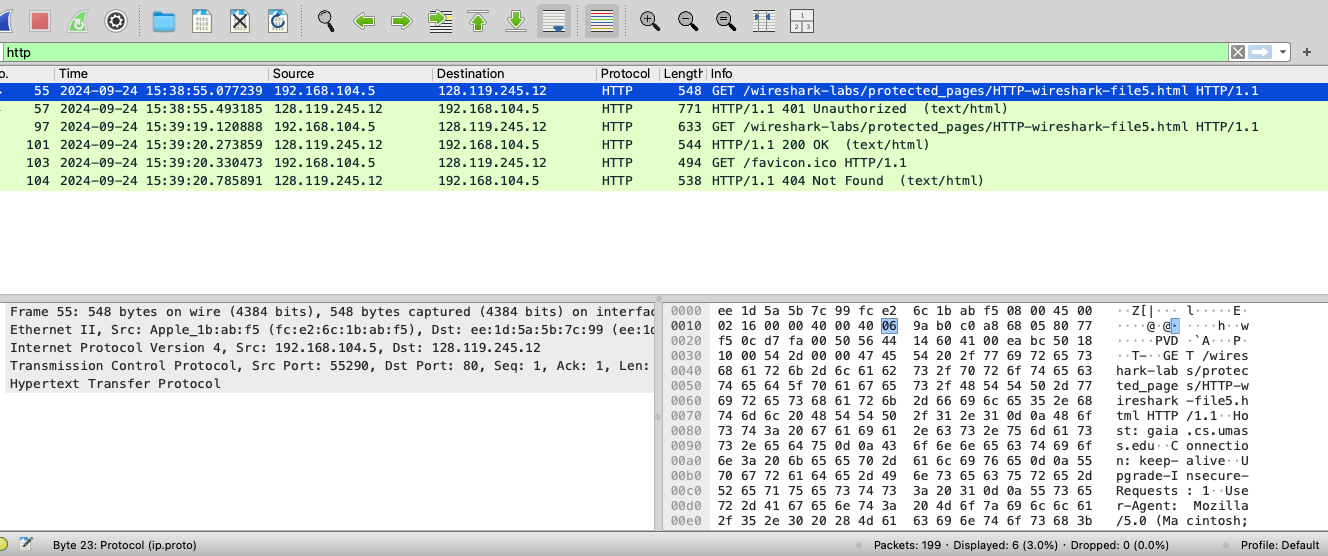 http
o. Time Source Destination Protocol Length Info
55 2024-09-24 15:38:55.077239 192.168.104.5 128.119.245.12 HTTP 548 GET /wireshark-labs/protected_pages/HTTP-wireshark-file5.html HTTP/1.1
57 2024-09-24 15:38:55.493185 128.119.245.12 192.168.104.5 HTTP 771 HTTP/1.1 401 Unauthorized (text/html)
97 2024-09-24 15:39:19.120888 192.168.104.5 128.119.245.12 HTTP 633 GET /wireshark-labs/protected_pages/HTTP-wireshark-file5.html HTTP/1.1
101 2024-09-24 15:39:20.273859 128.119.245.12 192.168.104.5 HTTP 544 HTTP/1.1 200 OK (text/html)
103 2024-09-24 15:39:20.330473 192.168.104.5 128.119.245.12 HTTP 494 GET /favicon.ico HTTP/1.1
104 2024-09-24 15:39:20.785891 128.119.245.12 192.168.104.5 HTTP 538 HTTP/1.1 404 Not Found (text/html)
Frame 55: 548 bytes on wire (4384 bits), 548 bytes captured (4384 bits) on interfac
Ethernet II, Src: Apple_1b:ab:f5 (fc:e2:6c:1b:ab:f5), Dst: ee:1d:5a:5b:7c:99 (ee:1d
Internet Protocol Version 4, Src: 192.168.104.5, Dst: 128.119.245.12
Transmission Control Protocol, Src Port: 55290, Dst Port: 80, Seq: 1, Ack: 1, Len:
Hypertext Transfer Protocol
0000 ee 1d 5a 5b 7c 99 fc e2 6c 1b ab f5 08 00 45 00 ··Z[|··· l·····E·
0010 02 16 00 00 40 00 40 06 9a b0 c0 a8 68 05 80 77 ····@·@· ····h··w
0020 f5 0c d7 fa 00 50 56 44 14 60 41 00 ea bc 50 18 ·····PVD ·`A···P·
0030 10 00 54 2d 00 00 47 45 54 20 2f 77 69 72 65 73 ··T-··GE T /wires
0040 68 61 72 6b 2d 6c 61 62 73 2f 70 72 6f 74 65 63 hark-lab s/protec
0050 74 65 64 5f 70 61 67 65 73 2f 48 54 54 50 2d 77 ted_page s/HTTP-w
0060 69 72 65 73 68 61 72 6b 2d 66 69 6c 65 35 2e 68 ireshark -file5.h
0070 74 6d 6c 20 48 54 54 50 2f 31 2e 31 0d 0a 48 6f tml HTTP /1.1··Ho
0080 73 74 3a 20 67 61 69 61 2e 63 73 2e 75 6d 61 73 st: gaia .cs.umas
0090 73 2e 65 64 75 0d 0a 43 6f 6e 6e 65 63 74 69 6f s.edu··C onnectio
00a0 6e 3a 20 6b 65 65 70 2d 61 6c 69 76 65 0d 0a 55 n: keep- alive··U
00b0 70 67 72 61 64 65 2d 49 6e 73 65 63 75 72 65 2d pgrade-I nsecure-
00c0 52 65 71 75 65 73 74 73 3a 20 31 0d 0a 55 73 65 Requests : 1··Use
00d0 72 2d 41 67 65 6e 74 3a 20 4d 6f 7a 69 6c 6c 61 r-Agent: Mozilla
00e0 2f 35 2e 30 20 28 4d 61 63 69 6e 74 6f 73 68 3b /5.0 (Ma cintosh;
Byte 23: Protocol (ip.proto) Packets: 199 · Displayed: 6 (3.0%) · Dropped: 0 (0.0%) Profile: Default